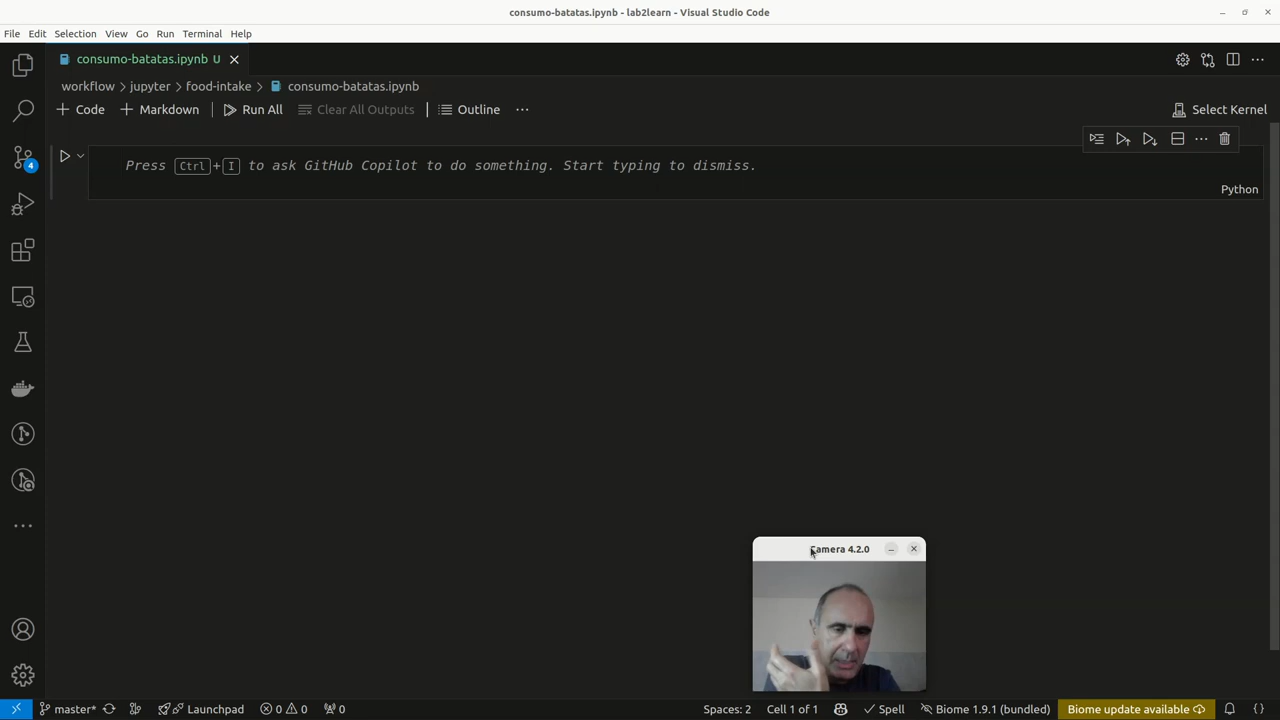 consumo-batatas.ipynb - lab2learn - Visual Studio Code
File Edit Selection View Go Run Terminal Help
consumo-batatas.ipynb U
workflow > jupyter > food-intake > consumo-batatas.ipynb
+ Code + Markdown Run All Clear All Outputs Outline ... Select Kernel
Press Ctrl+I to ask GitHub Copilot to do something. Start typing to dismiss.
Python
4
Camera 4.2.0
master* Launchpad 0 0 0 Spaces: 2 Cell 1 of 1 Spell Biome 1.9.1 (bundled) Biome update available {}